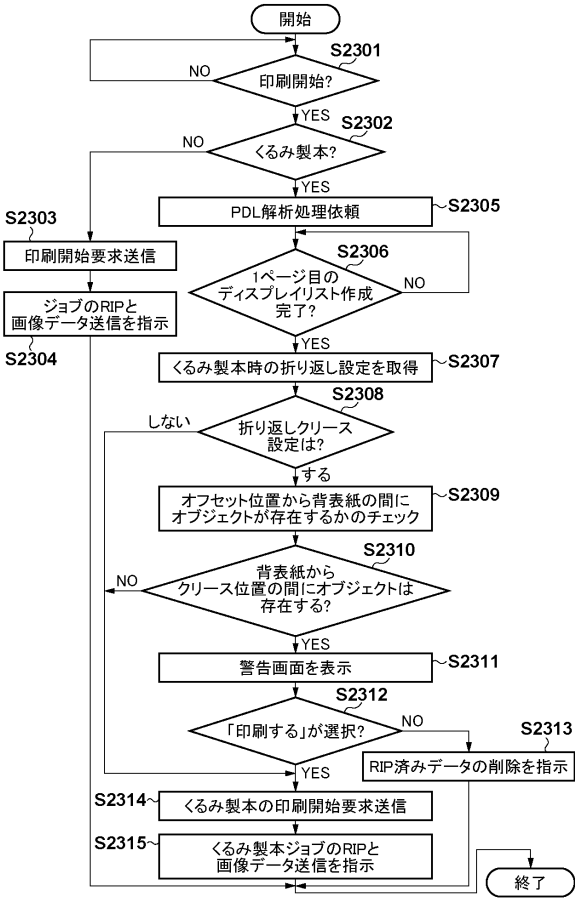 開始
S2301
印刷開始?
NO
YES
S2302
くるみ製本?
NO
YES
S2303
印刷開始要求送信
ジョブのRIPと
画像データ送信を指示
S2304
PDL解析処理依頼
S2305
S2306
1ページ目の
ディスプレイリスト作成
完了?
NO
YES
くるみ製本時の折り返し設定を取得
S2307
S2308
折り返しクリース
設定は?
しない
する
オフセット位置から背表紙の間に
オブジェクトが存在するかのチェック
S2309
S2310
背表紙から
クリース位置の間にオブジェクトは
存在する?
NO
YES
警告画面を表示
S2311
S2312
「印刷する」が選択?
NO
YES
S2313
RIP済みデータの削除を指示
S2314
くるみ製本の印刷開始要求送信
S2315
くるみ製本ジョブのRIPと
画像データ送信を指示
終了